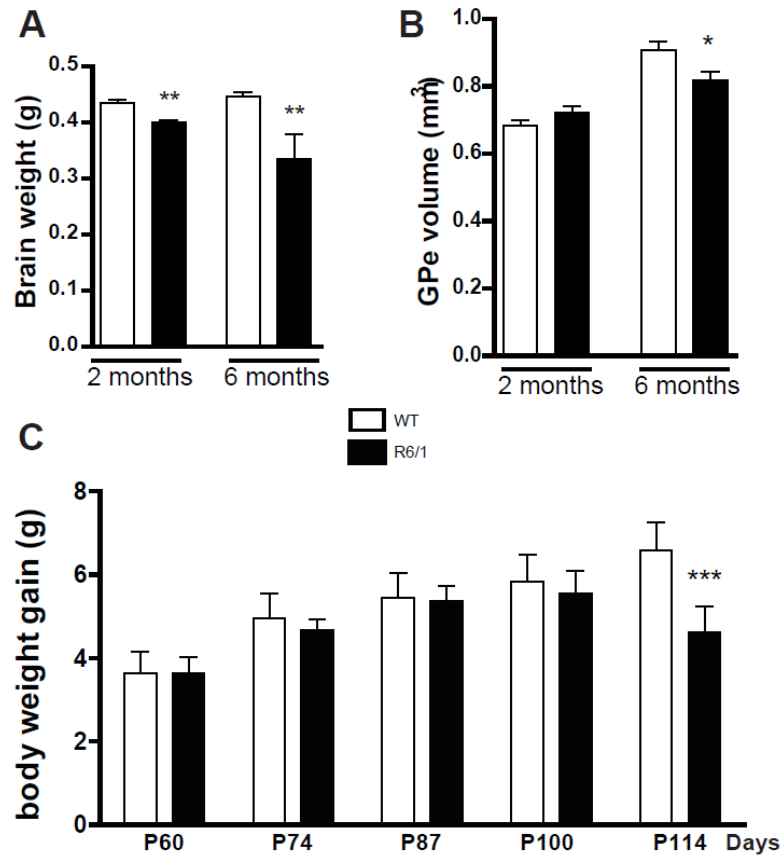 A
Brain weight (g)
0.5
0.4
0.3
0.2
0.1
0.0
**
**
2 months
6 months
B
GPe volume (mm3)
1.0
0.8
0.6
0.4
0.2
0.0
*
2 months
6 months
WT
R6/1
C
body weight gain (g)
8
6
4
2
0
***
P60
P74
P87
P100
P114
Days